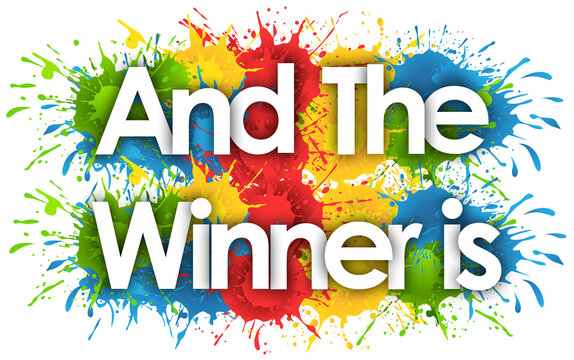 And The
Winner is